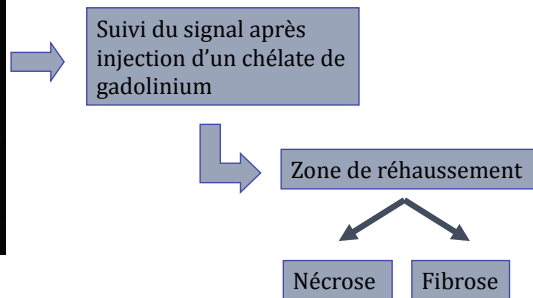 Suivi du signal après
injection d’un chélate de
gadolinium
Zone de réhaussement
Nécrose
Fibrose